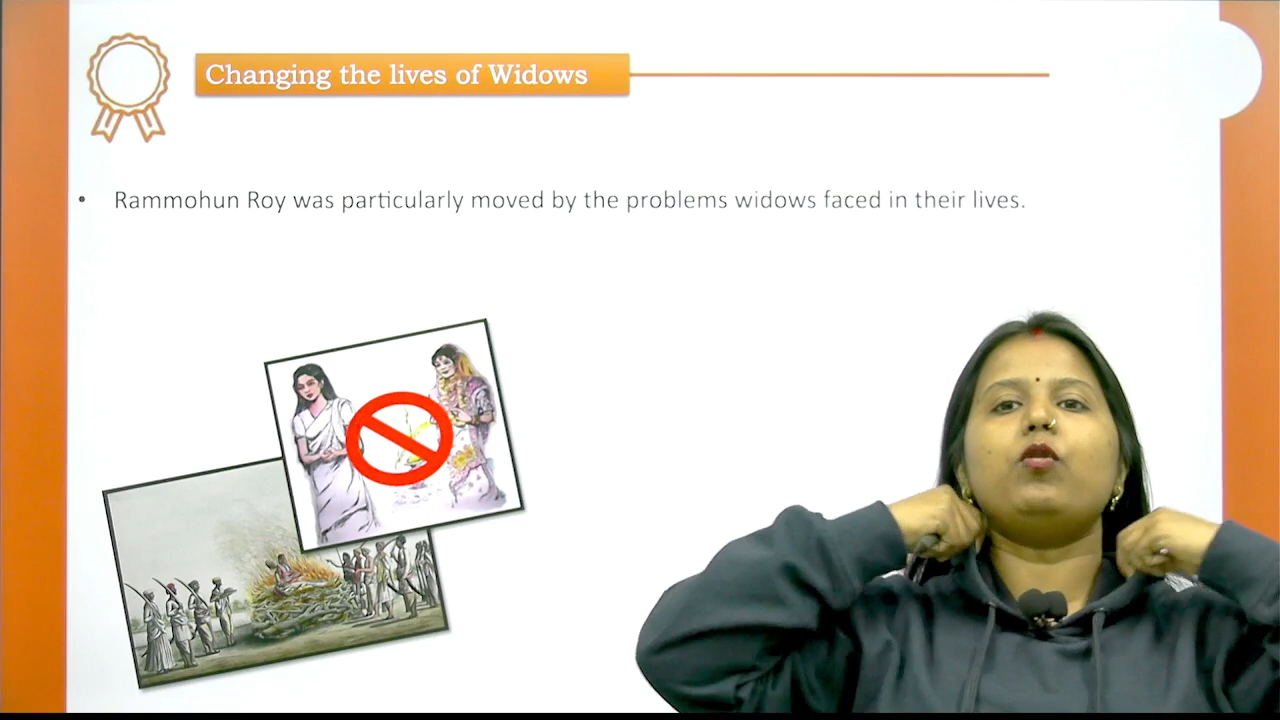 Changing the lives of Widows
• Rammohun Roy was particularly moved by the problems widows faced in their lives.